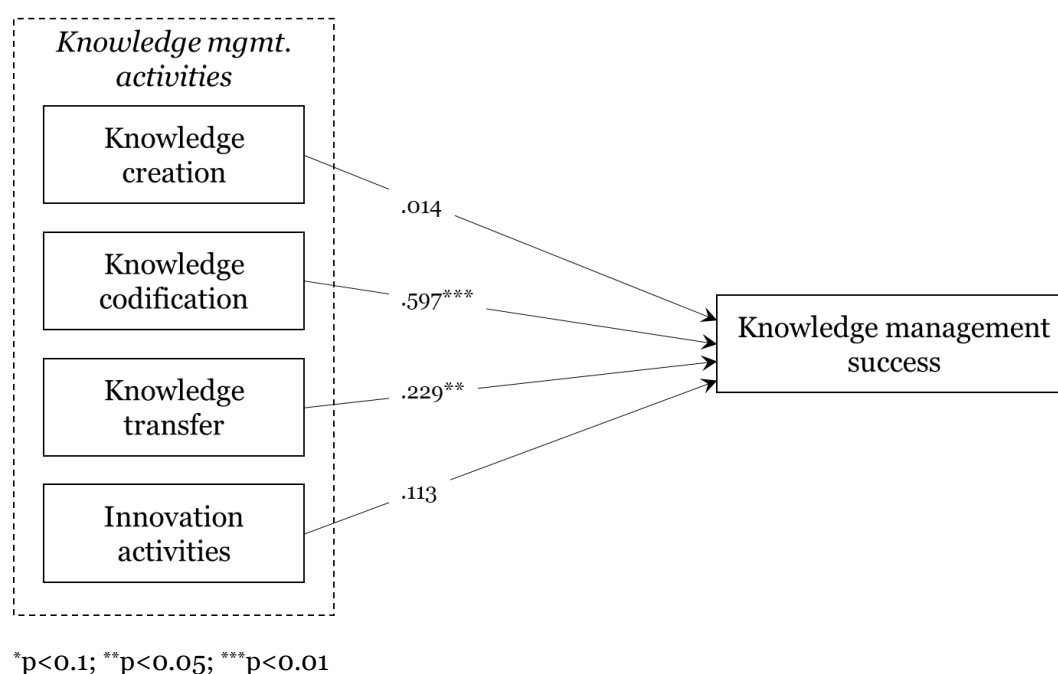 Knowledge mgmt.
activities
Knowledge
creation
.014
Knowledge
codification
.597***
Knowledge
transfer
.229**
Innovation
activities
.113
Knowledge management
success
*p<0.1; **p<0.05; ***p<0.01